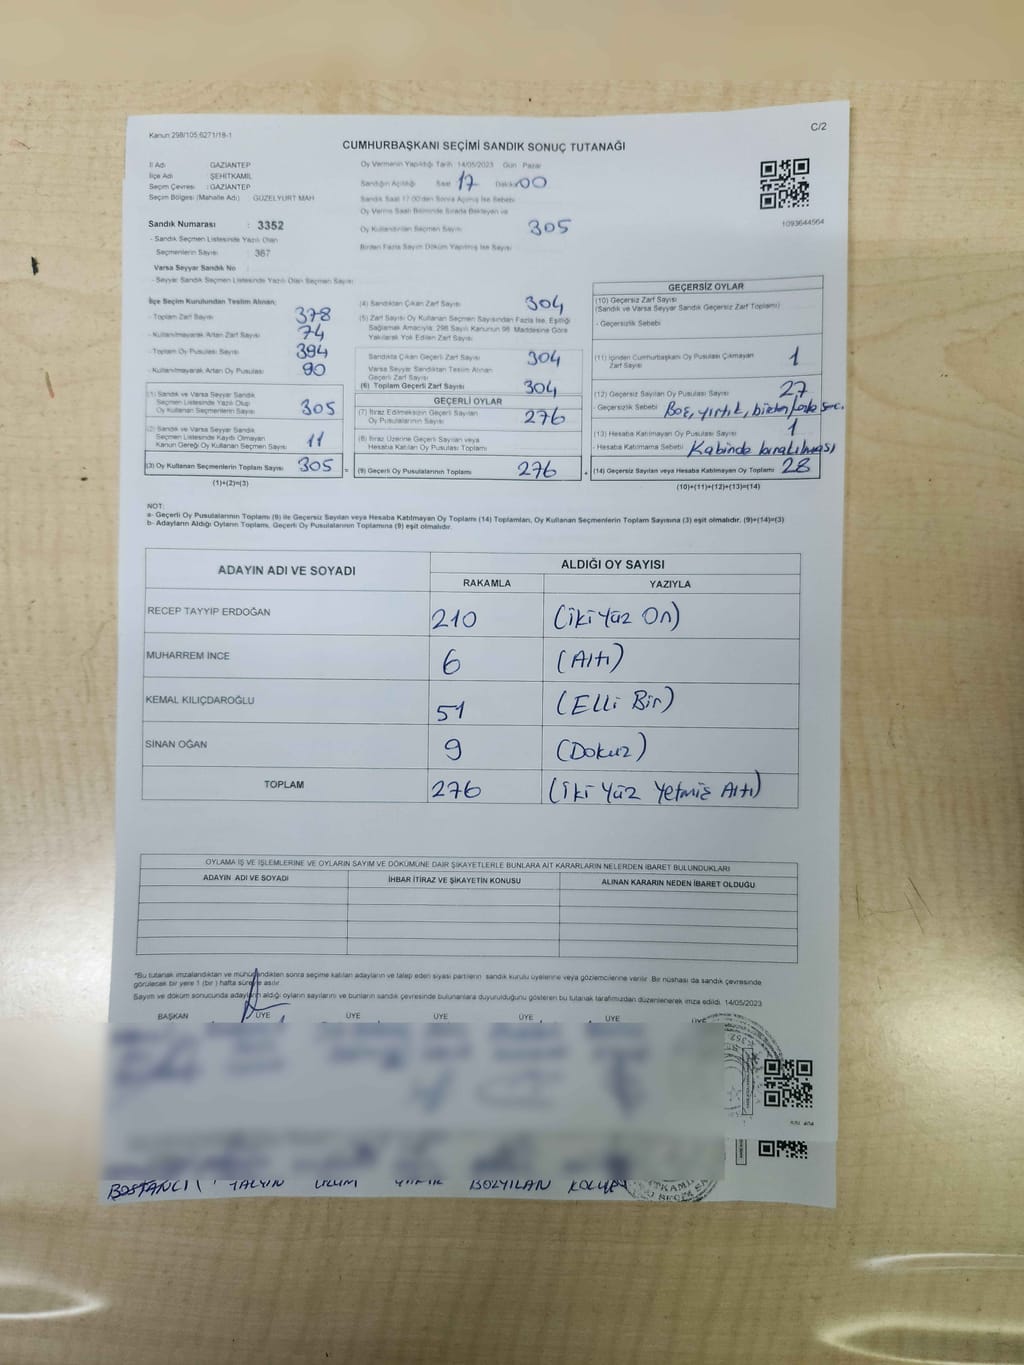 Kanun:298/105;6271/18-1
C/2
CUMHURBAŞKANI SEÇİMİ SANDIK SONUÇ TUTANAĞI
İl Adı : GAZİANTEP
İlçe Adı : ŞEHİTKAMİL
Seçim Çevresi : GAZİANTEP
Seçim Bölgesi (Mahalle Adı) : GÜZELYURT MAH
Sandık Numarası : 3352
- Sandık Seçmen Listesinde Yazılı Olan
Seçmenlerin Sayısı : 367
Varsa Seyyar Sandık No :
- Seyyar Sandık Seçmen Listesinde Yazılı Olan Seçmen Sayısı :
Oy Vermenin Yapıldığı Tarih 14/05/2023 Gün Pazar
Sandığın Açıldığı Saat 17 Dakika 00
Sandık Saat 17:00'den Sonra Açılmış İse Sebebi
Oy Verme Saati Bitiminde Sırada Bekleyen ve
Oy Kullandırılan Seçmen Sayısı 305
Birden Fazla Sayım Döküm Yapılmış İse Sayısı
1093644564
İlçe Seçim Kurulundan Teslim Alınan;
- Toplam Zarf Sayısı : 378
- Kullanılmayarak Artan Zarf Sayısı : 74
- Toplam Oy Pusulası Sayısı : 394
- Kullanılmayarak Artan Oy Pusulası : 90
(1) Sandık ve Varsa Seyyar Sandık
Seçmen Listesinde Yazılı Olup
Oy Kullanan Seçmenlerin Sayısı : 305
(2) Sandık ve Varsa Seyyar Sandık
Seçmen Listesinde Kayıtlı Olmayan
Kanun Gereği Oy Kullanan Seçmen Sayısı : 11
(3) Oy Kullanan Seçmenlerin Toplam Sayısı : 305 =
(1)+(2)=(3)
(4) Sandıktan Çıkan Zarf Sayısı : 304
(5) Zarf Sayısı Oy Kullanan Seçmen Sayısından Fazla İse, Eşitliği
Sağlamak Amacıyla; 298 Sayılı Kanunun 98. Maddesine Göre
Yakılarak Yok Edilen Zarf Sayısı :
Sandıkta Çıkan Geçerli Zarf Sayısı : 304
Varsa Seyyar Sandıktan Teslim Alınan
Geçerli Zarf Sayısı :
(6) Toplam Geçerli Zarf Sayısı : 304
GEÇERLİ OYLAR
(7) İtiraz Edilmeksizin Geçerli Sayılan
Oy Pusulalarının Sayısı : 276
(8) İtiraz Üzerine Geçerli Sayılan veya
Hesaba Katılan Oy Pusulaları Toplamı :
(9) Geçerli Oy Pusulalarının Toplamı : 276 +
GEÇERSİZ OYLAR
(10) Geçersiz Zarf Sayısı
(Sandık ve Varsa Seyyar Sandık Geçersiz Zarf Toplamı) :
- Geçersizlik Sebebi :
(11) İçinden Cumhurbaşkanı Oy Pusulası Çıkmayan
Zarf Sayısı : 1
(12) Geçersiz Sayılan Oy Pusulası Sayısı : 27
- Geçersizlik Sebebi : Boş, yırtık,
(13) Hesaba Katılmayan Oy Pusulası Sayısı : 1
- Hesaba Katılmama Sebebi : Kabinde bırakılması
(14) Geçersiz Sayılan veya Hesaba Katılmayan Oy Toplamı : 28
(10)+(11)+(12)+(13)=(14)
NOT:
a- Geçerli Oy Pusulalarının Toplamı (9) ile Geçersiz Sayılan veya Hesaba Katılmayan Oy Toplamı (14) Toplamları, Oy Kullanan Seçmenlerin Toplam Sayısına (3) eşit olmalıdır. (9)+(14)=(3)
b- Adayların Aldığı Oyların Toplamı, Geçerli Oy Pusulalarının Toplamına (9) eşit olmalıdır.
ADAYIN ADI VE SOYADI
ALDIĞI OY SAYISI
RAKAMLA YAZIYLA
RECEP TAYYİP ERDOĞAN 210 (iki yüz On)
MUHARREM İNCE 6 (Altı)
KEMAL KILIÇDAROĞLU 51 (Elli Bir)
SİNAN OĞAN 9 (Dokuz)
TOPLAM 276 (iki yüz Yetmiş Altı)
OYLAMA İŞ VE İŞLEMLERİNE VE OYLARIN SAYIM VE DÖKÜMÜNE DAİR ŞİKAYETLERLE BUNLARA AİT KARARLARIN NELERDEN İBARET BULUNDUKLARI
ADAYIN ADI VE SOYADI İHBAR İTİRAZ VE ŞİKAYETİN KONUSU ALINAN KARARIN NEDEN İBARET OLDUĞU
*Bu tutanak imzalandıktan ve mühürlendikten sonra seçime katılan adayların ve talep eden siyasi partilerin sandık kurulu üyelerine veya gözlemcilerine verilir. Bir nüshası da sandık çevresinde
görülecek bir yere 1 (bir ) hafta süreyle asılır.
Sayım ve döküm sonucunda adayların aldığı oyların sayılarını ve bunların sandık çevresinde bulunanlara duyurulduğunu gösteren bu tutanak tarafımızdan düzenlenerek imza edildi. 14/05/2023
BAŞKAN ÜYE ÜYE ÜYE ÜYE ÜYE ÜYE
BOSTANCI YALÇIN BOZYILAN